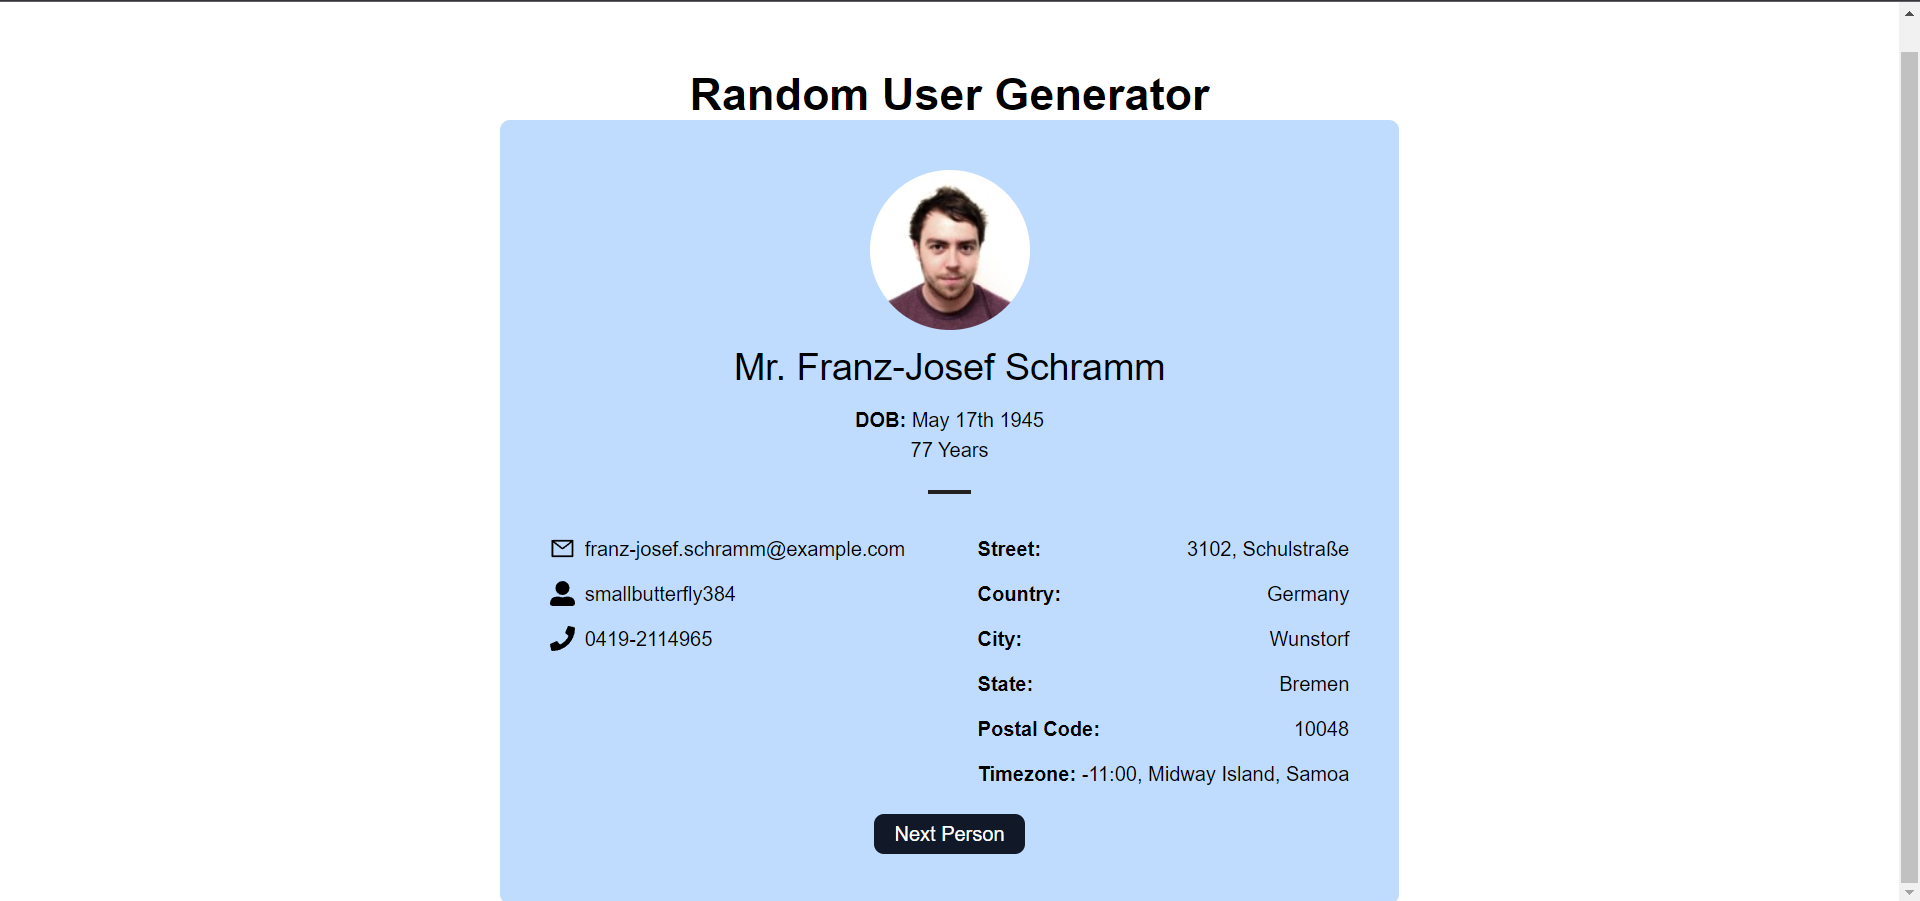 Random User Generator
Mr. Franz-Josef Schramm
DOB: May 17th 1945
77 Years
franz-josef.schramm@example.com
smallbutterfly384
0419-2114965
Street: 3102, Schulstraße
Country: Germany
City: Wunstorf
State: Bremen
Postal Code: 10048
Timezone: -11:00, Midway Island, Samoa
Next Person